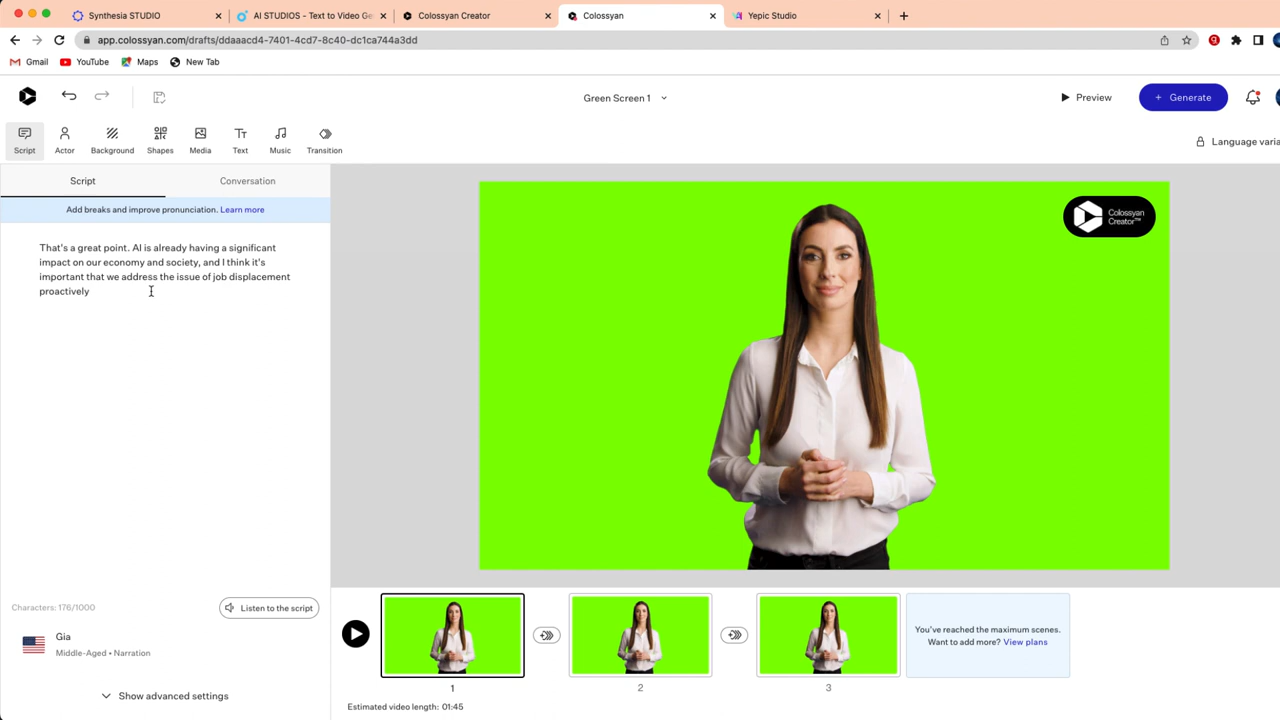 Synthesia STUDIO
AI STUDIOS - Text to Video Ge
Colossyan Creator
Colossyan
Yepic Studio
app.colossyan.com/drafts/ddaaacd4-7401-4cd7-8c40-dc1ca744a3dd
Gmail
YouTube
Maps
New Tab
Green Screen 1
Preview
+ Generate
Script
Actor
Background
Shapes
Media
Text
Music
Transition
Language varia
Script
Conversation
Add breaks and improve pronunciation. Learn more
That's a great point. AI is already having a significant
impact on our economy and society, and I think it's
important that we address the issue of job displacement
proactively
Colossyan
Creator™
Characters: 176/1000
Listen to the script
Gia
Middle-Aged • Narration
Show advanced settings
You've reached the maximum scenes.
Want to add more? View plans
1
2
3
Estimated video length: 01:45